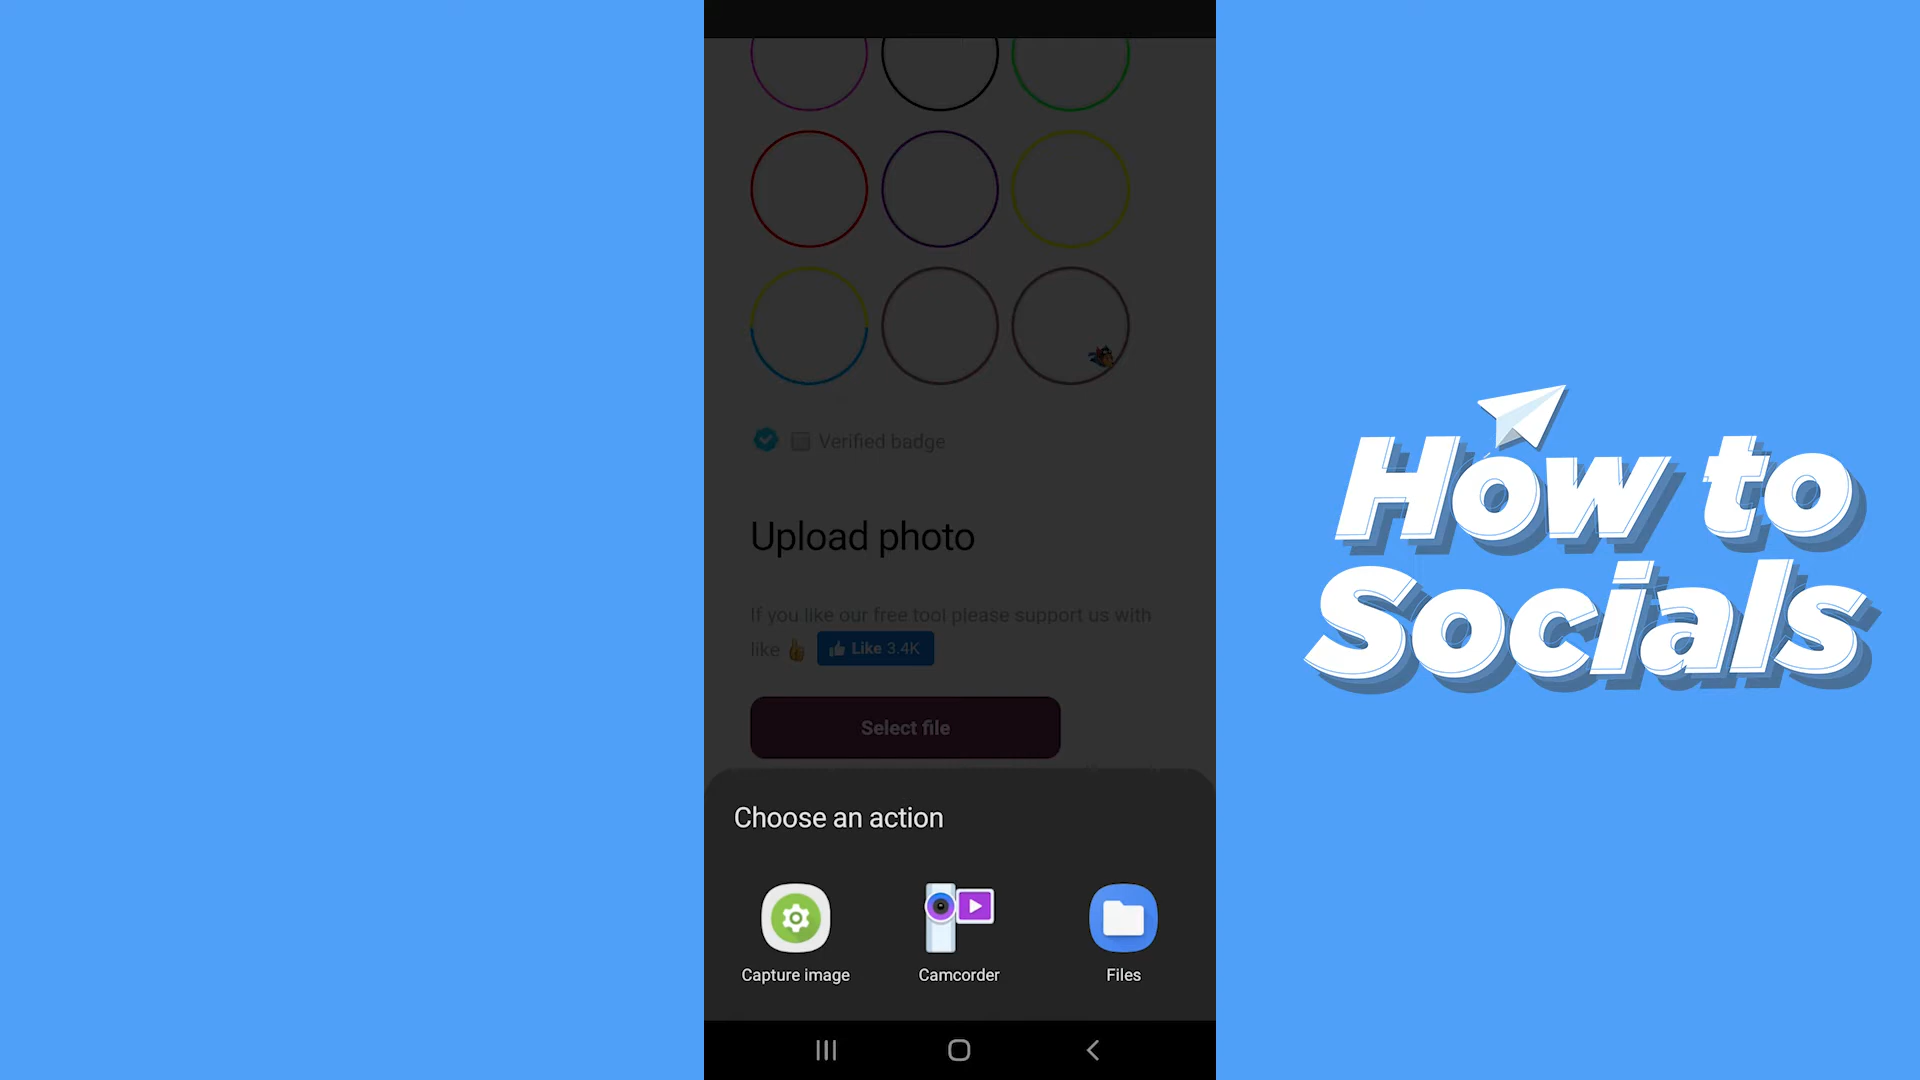 Verified badge
Upload photo
If you like our free tool please support us with
like 👍 Like 3.4K
Select file
Choose an action
Capture image
Camcorder
Files
How to
Socials